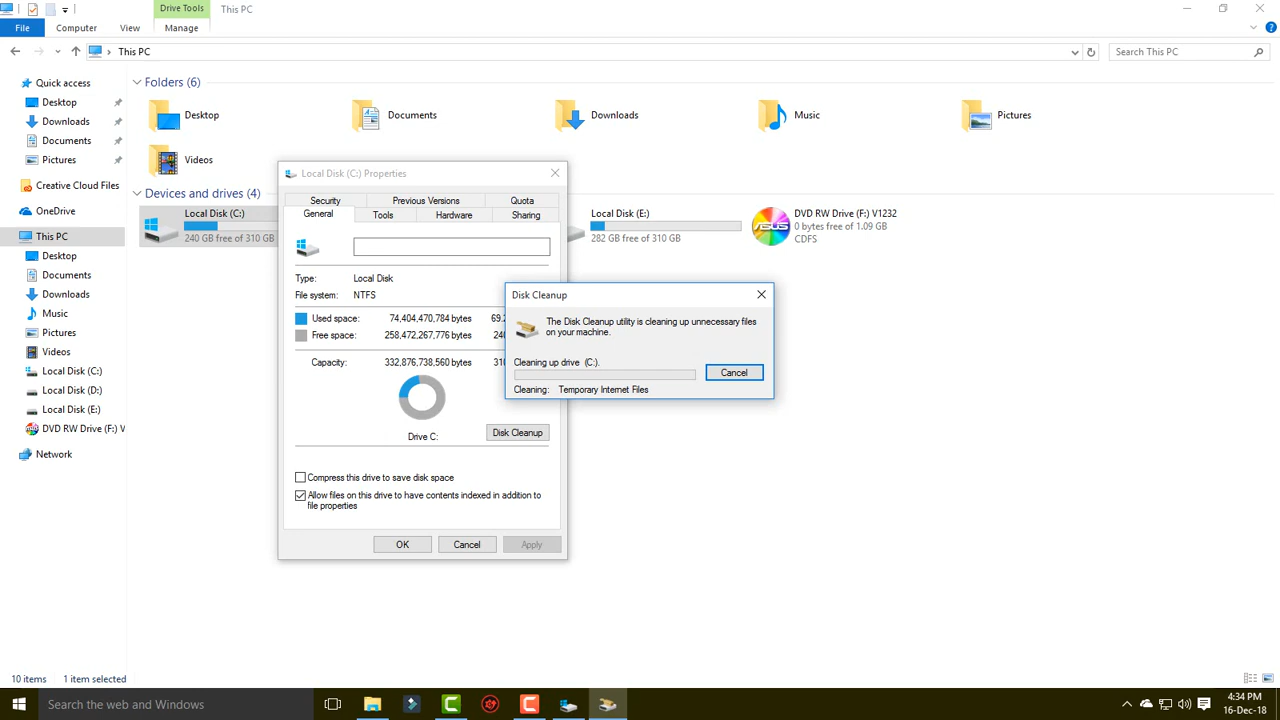 Drive Tools
This PC
File
Computer
View
Manage
This PC
Search This PC
Quick access
Desktop
Downloads
Documents
Pictures
Creative Cloud Files
OneDrive
This PC
Desktop
Documents
Downloads
Music
Pictures
Videos
Local Disk (C:)
Local Disk (D:)
Local Disk (E:)
DVD RW Drive (F:) V
Network
Folders (6)
Desktop
Documents
Downloads
Music
Pictures
Videos
Devices and drives (4)
Local Disk (C:)
240 GB free of 310 GB
Local Disk (E:)
282 GB free of 310 GB
ASUS
DVD RW Drive (F:) V1232
0 bytes free of 1.09 GB
CDFS
Local Disk (C:) Properties
Security
Previous Versions
Quota
General
Tools
Hardware
Sharing
Type: Local Disk
File system: NTFS
Used space: 74,404,470,784 bytes 69.
Free space: 258,472,267,776 bytes 240
Capacity: 332,876,738,560 bytes 310
Drive C:
Disk Cleanup
Compress this drive to save disk space
Allow files on this drive to have contents indexed in addition to
file properties
OK
Cancel
Apply
Disk Cleanup
The Disk Cleanup utility is cleaning up unnecessary files
on your machine.
Cleaning up drive (C:).
Cancel
Cleaning: Temporary Internet Files
10 items
1 item selected
Search the web and Windows
4:34 PM
16-Dec-18